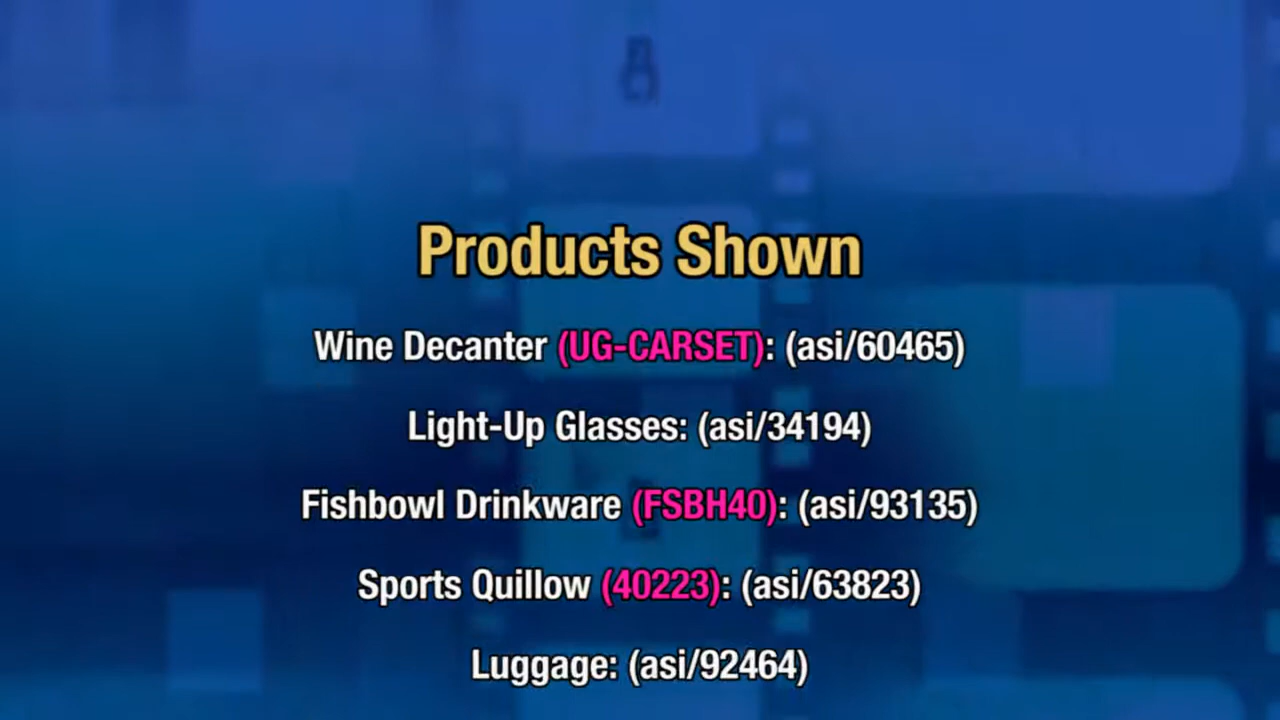 Products Shown
Wine Decanter (UG-CARSET): (asi/60465)
Light-Up Glasses: (asi/34194)
Fishbowl Drinkware (FSBH40): (asi/93135)
Sports Quillow (40223): (asi/63823)
Luggage: (asi/92464)